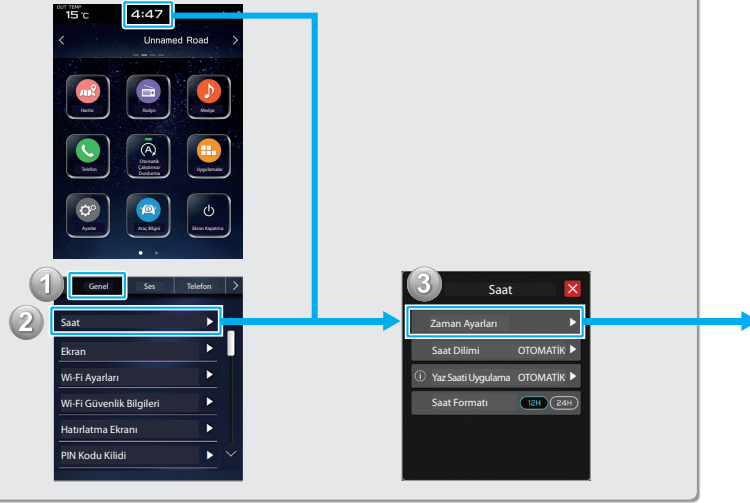 OUT TEMP
15 °C
4:47
Unnamed Road
Harita
Radyo
Medya
Telefon
Otomatik
Çalıştırma/
Durdurma
Uygulamalar
Ayarlar
Araç Bilgisi
Ekran Kapatma
1
Genel
Ses
Telefon
2
Saat
Ekran
Wi-Fi Ayarları
Wi-Fi Güvenlik Bilgileri
Hatırlatma Ekranı
PIN Kodu Kilidi
3
Saat
Zaman Ayarları
Saat Dilimi OTOMATİK
Yaz Saati Uygulama OTOMATİK
Saat Formatı 12H 24H